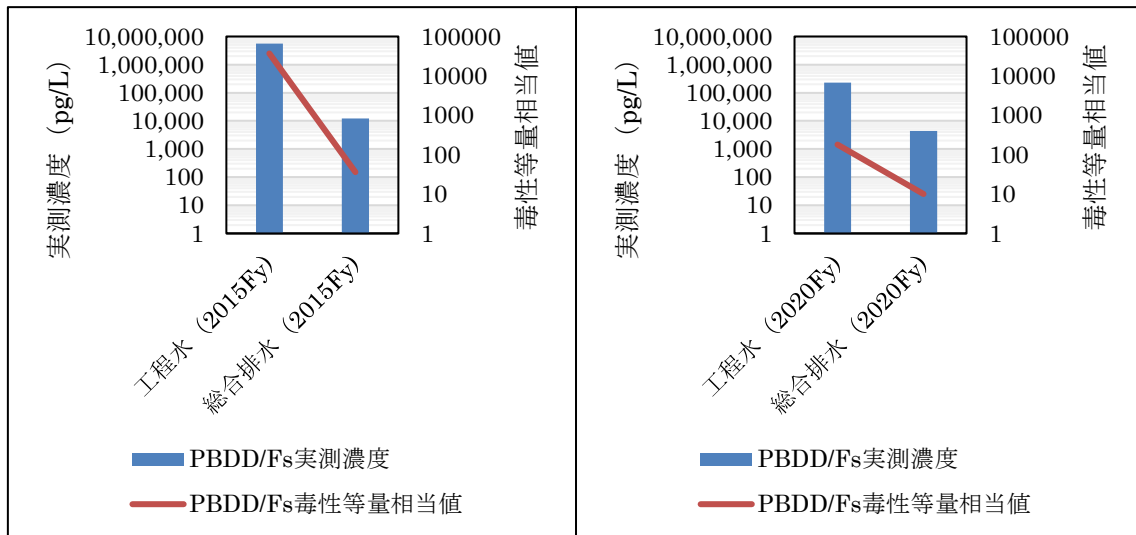 実測濃度（pg/L）
10,000,000
1,000,000
100,000
10,000
1,000
100
10
1
100000
10000
1000
100
10
1
毒性等量相当値
工程水（2015Fy)
総合排水（2015Fy)
PBDD/Fs実測濃度
PBDD/Fs毒性等量相当値
実測濃度（pg/L）
10,000,000
1,000,000
100,000
10,000
1,000
100
10
1
100000
10000
1000
100
10
1
毒性等量相当値
工程水（2020Fy)
総合排水（2020Fy)
PBDD/Fs実測濃度
PBDD/Fs毒性等量相当値